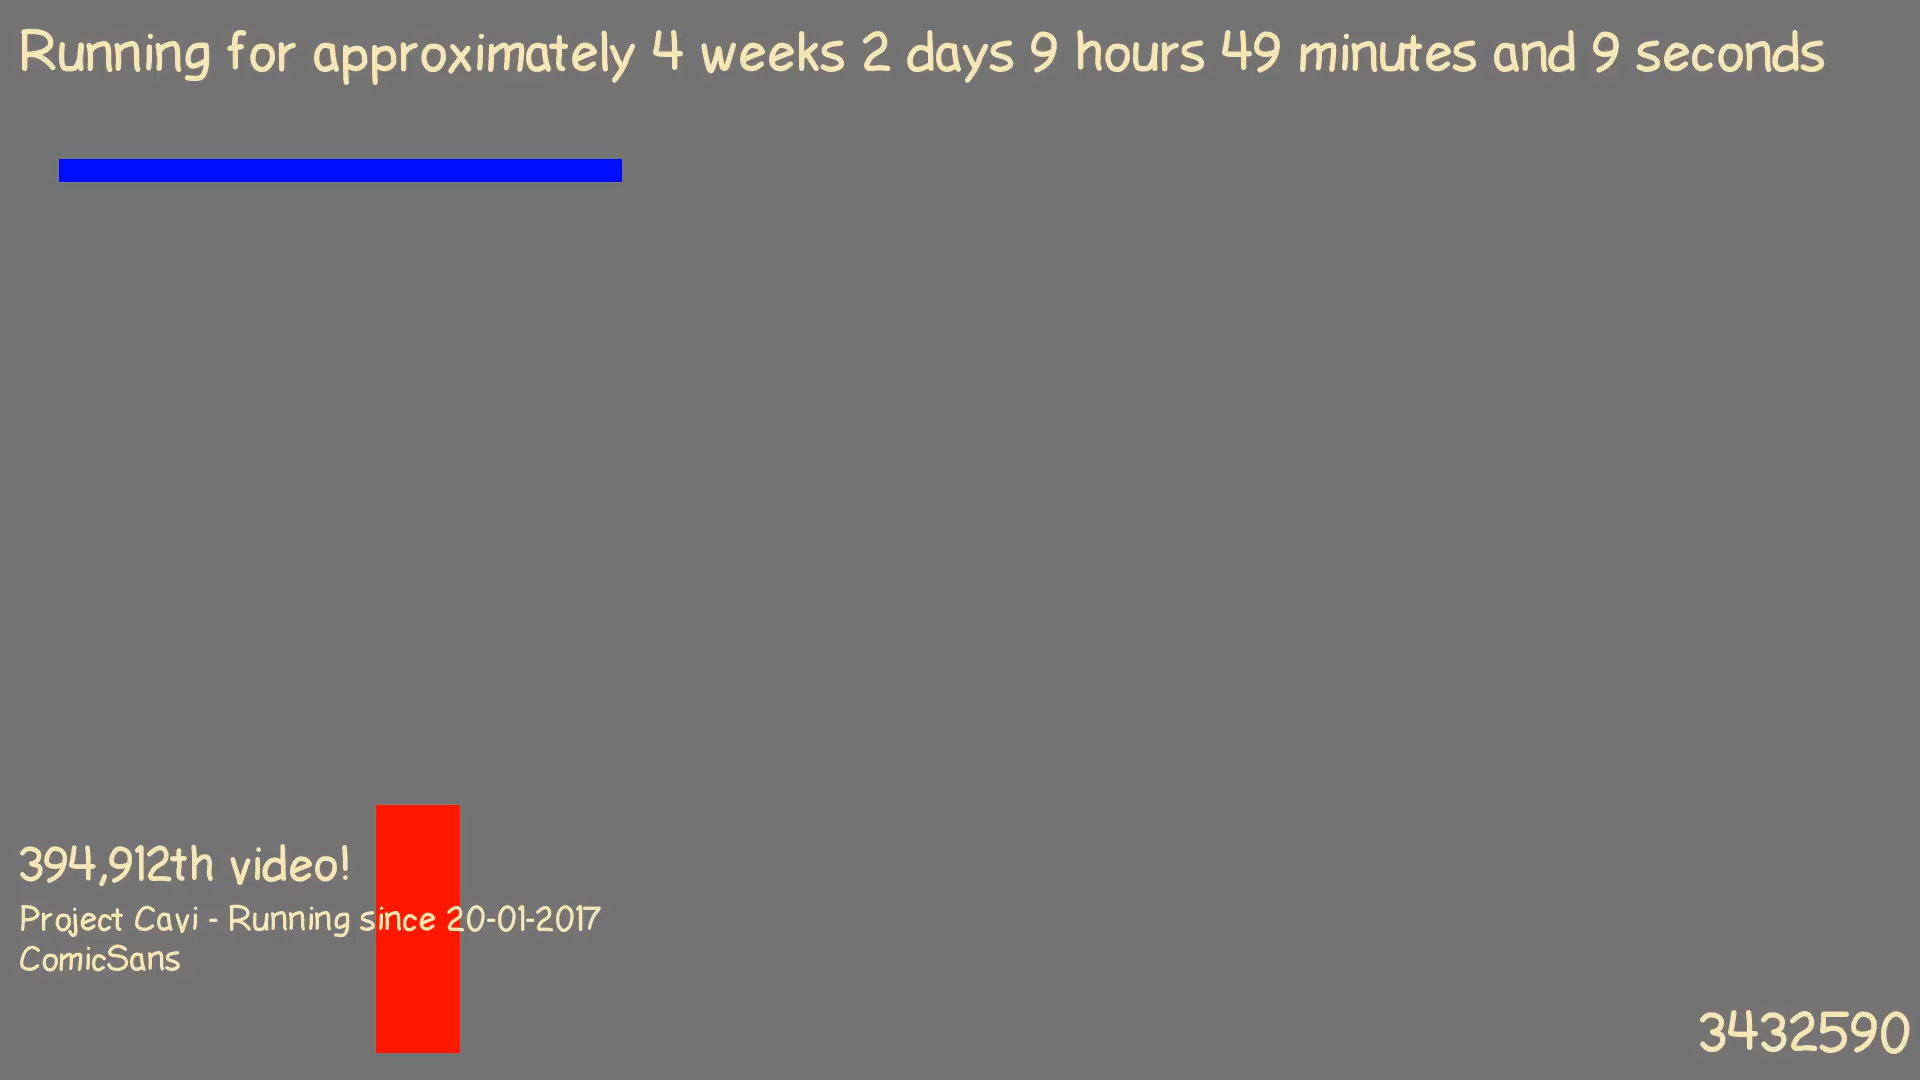 Running for approximately 4 weeks 2 days 9 hours 49 minutes and 9 seconds
394,912th video!
Project Cavi - Running since 20-01-2017
ComicSans
3432590